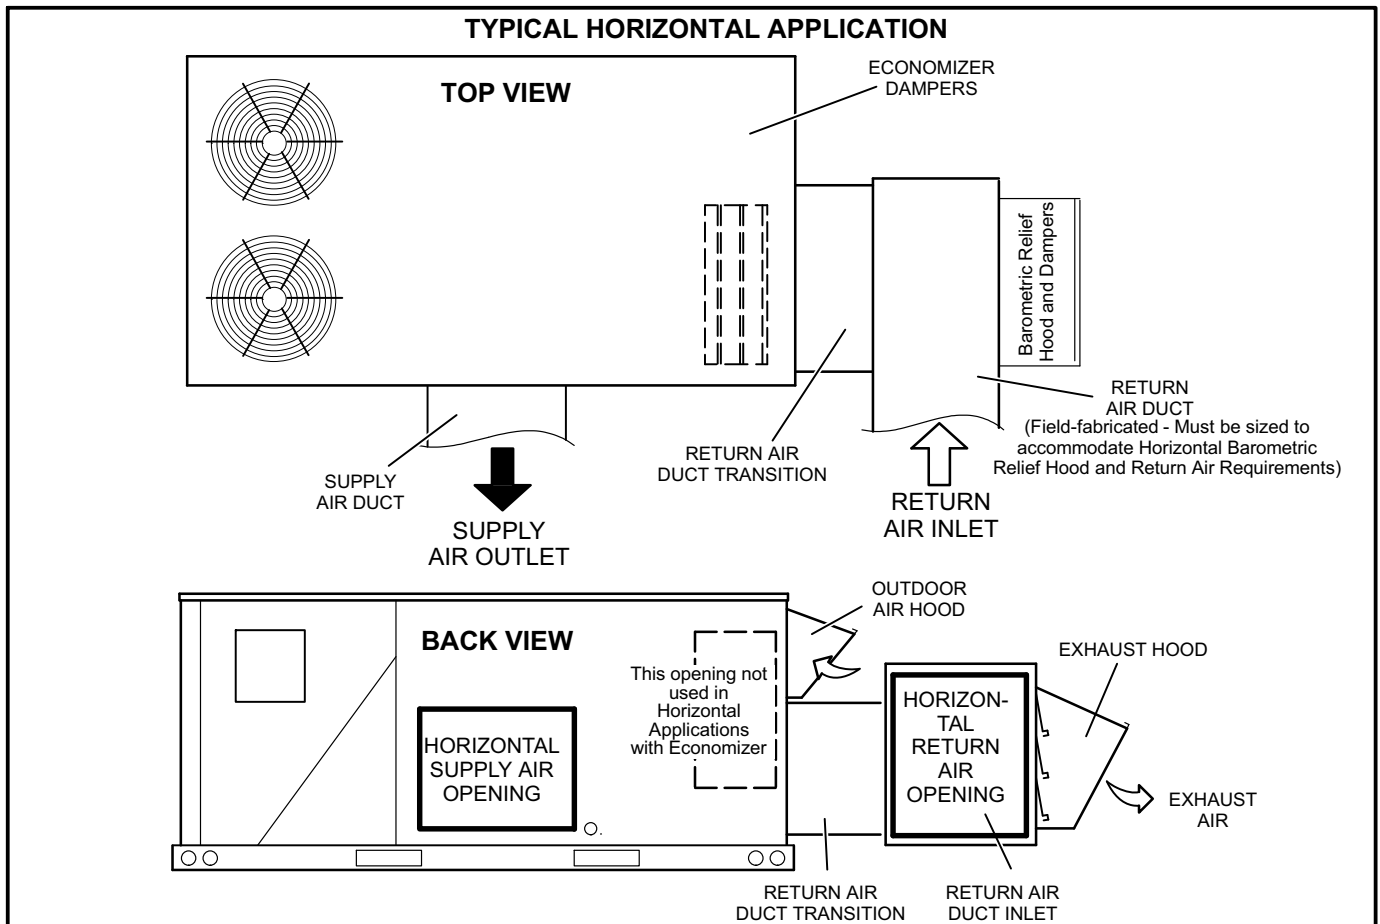 TYPICAL HORIZONTAL APPLICATION
TOP VIEW
ECONOMIZER
DAMPERS
Barometric Relief
Hood and Dampers
RETURN
AIR DUCT
(Field-fabricated - Must be sized to
accommodate Horizontal Barometric
Relief Hood and Return Air Requirements)
RETURN AIR
DUCT TRANSITION
SUPPLY
AIR DUCT
SUPPLY
AIR OUTLET
RETURN
AIR INLET
BACK VIEW
OUTDOOR
AIR HOOD
EXHAUST HOOD
This opening not
used in
Horizontal
Applications
with Economizer
HORIZONTAL
SUPPLY AIR
OPENING
HORIZON-
TAL
RETURN
AIR
OPENING
EXHAUST
AIR
RETURN AIR
DUCT TRANSITION
RETURN AIR
DUCT INLET